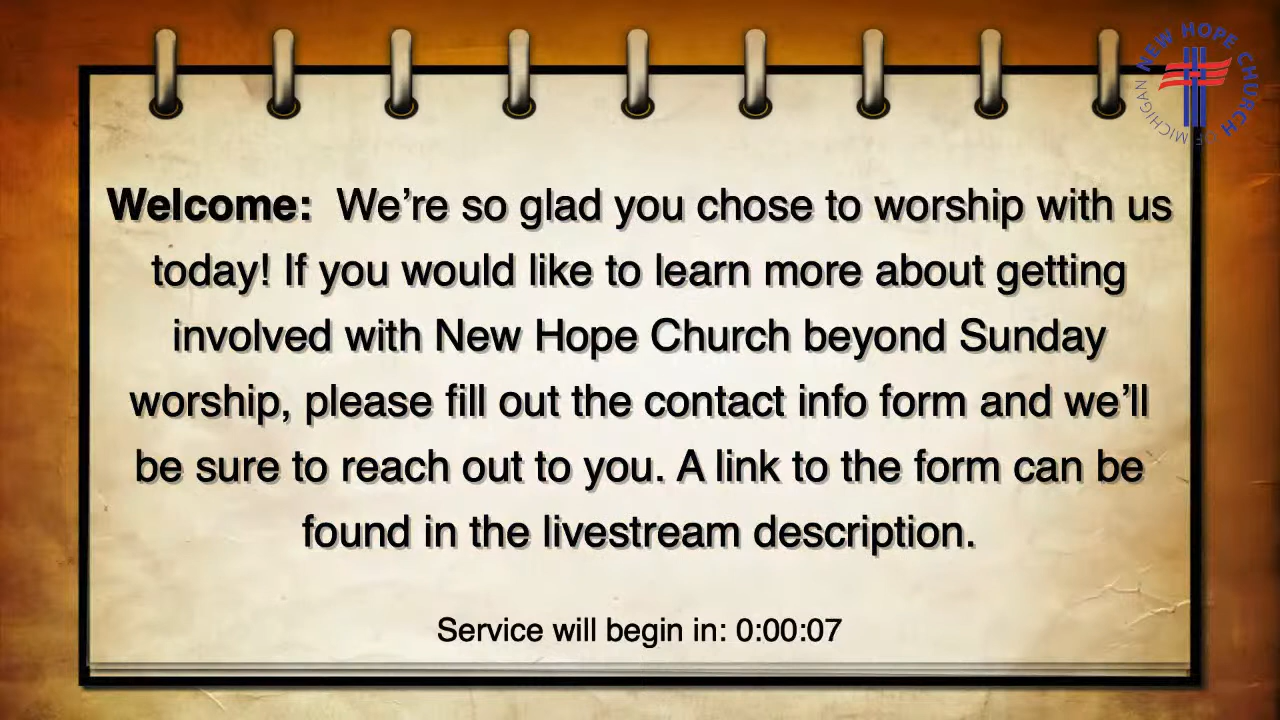 NEW HOPE CHURCH
OF MICHIGAN
Welcome:  We’re so glad you chose to worship with us
today! If you would like to learn more about getting
involved with New Hope Church beyond Sunday
worship, please fill out the contact info form and we’ll
be sure to reach out to you. A link to the form can be
found in the livestream description.
Service will begin in: 0:00:07